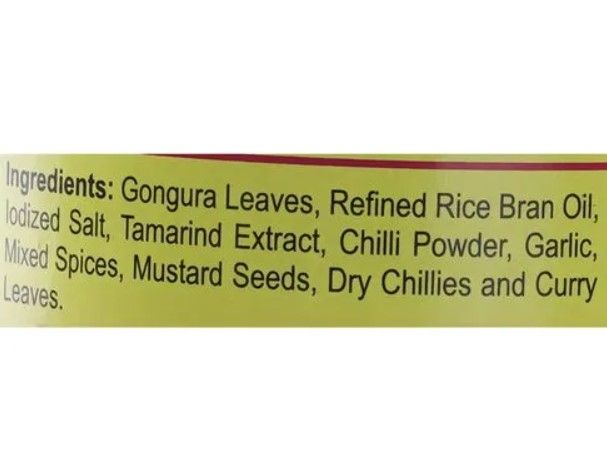 Ingredients: Gongura Leaves, Refined Rice Bran Oil,
Iodized Salt, Tamarind Extract, Chilli Powder, Garlic,
Mixed Spices, Mustard Seeds, Dry Chillies and Curry
Leaves.